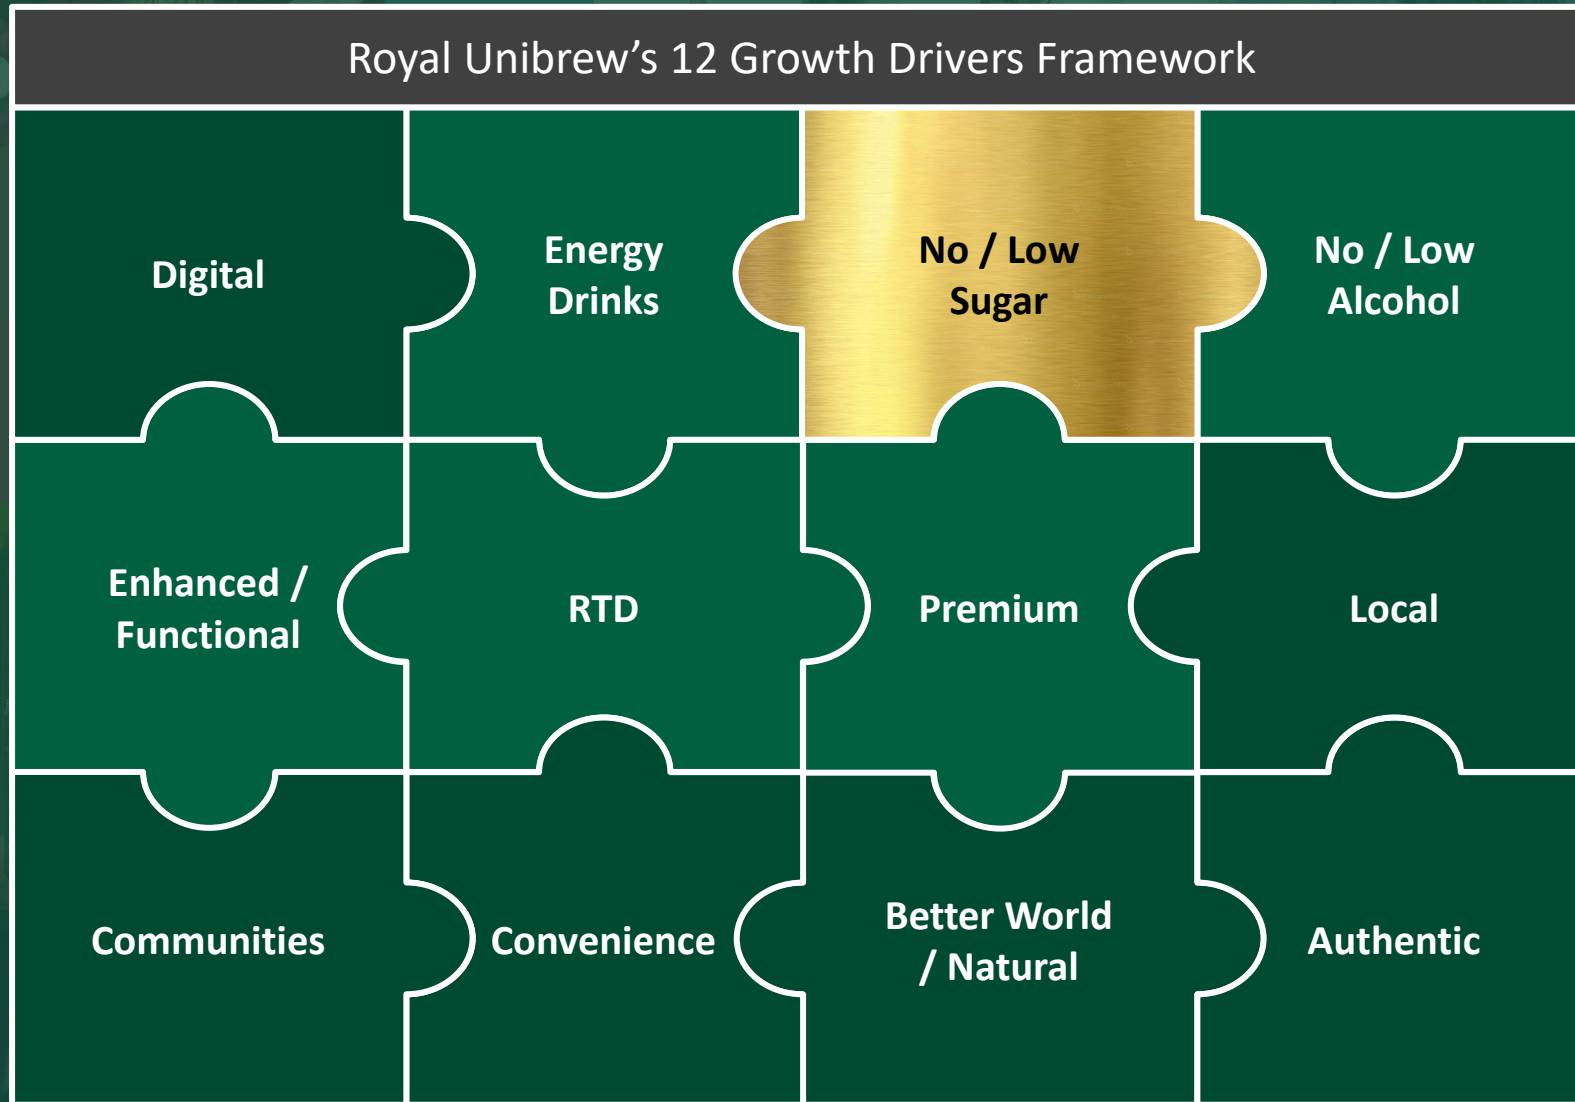 Royal Unibrew’s 12 Growth Drivers Framework
Digital
Energy
Drinks
No / Low
Sugar
No / Low
Alcohol
Enhanced /
Functional
RTD
Premium
Local
Communities
Convenience
Better World
/ Natural
Authentic